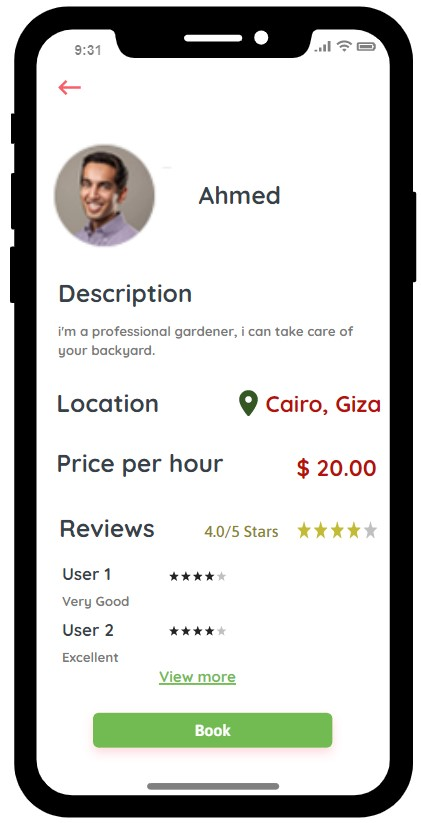 9:31
Ahmed
Description
i'm a professional gardener, i can take care of
your backyard.
Location Cairo, Giza
Price per hour $ 20.00
Reviews 4.0/5 Stars
User 1
Very Good
User 2
Excellent
View more
Book